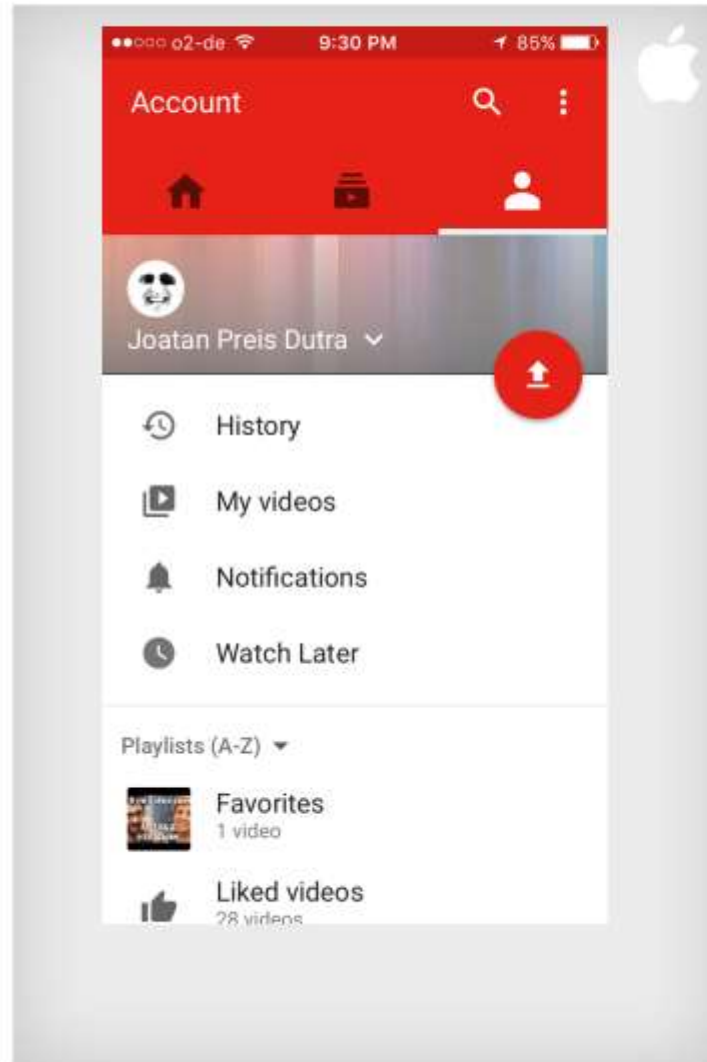 o2-de 9:30 PM 85%
Account
Joatan Preis Dutra
History
My videos
Notifications
Watch Later
Playlists (A-Z)
Favorites
1 video
Liked videos
28 videos